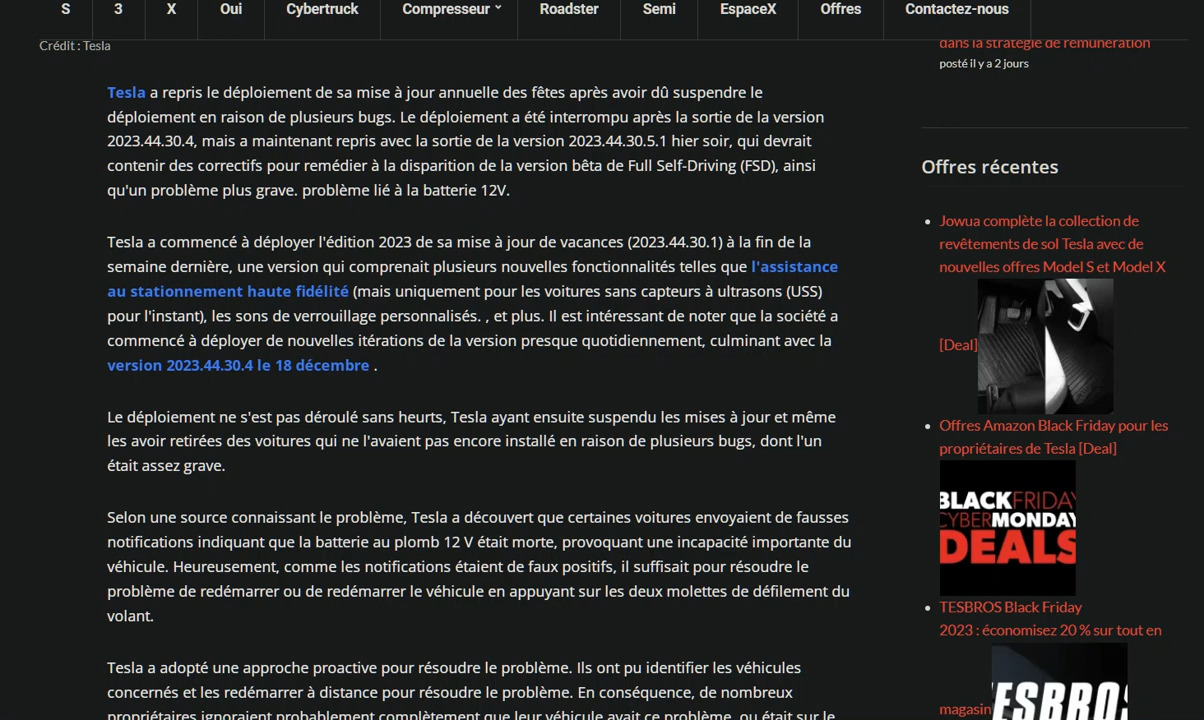 S 3 X Oui Cybertruck Compresseur Roadster Semi EspaceX Offres Contactez-nous
Crédit : Tesla
Tesla a repris le déploiement de sa mise à jour annuelle des fêtes après avoir dû suspendre le
déploiement en raison de plusieurs bugs. Le déploiement a été interrompu après la sortie de la version
2023.44.30.4, mais a maintenant repris avec la sortie de la version 2023.44.30.5.1 hier soir, qui devrait
contenir des correctifs pour remédier à la disparition de la version bêta de Full Self-Driving (FSD), ainsi
qu'un problème plus grave. problème lié à la batterie 12V.
Tesla a commencé à déployer l'édition 2023 de sa mise à jour de vacances (2023.44.30.1) à la fin de la
semaine dernière, une version qui comprenait plusieurs nouvelles fonctionnalités telles que l'assistance
au stationnement haute fidélité (mais uniquement pour les voitures sans capteurs à ultrasons (USS)
pour l'instant), les sons de verrouillage personnalisés. , et plus. Il est intéressant de noter que la société a
commencé à déployer de nouvelles itérations de la version presque quotidiennement, culminant avec la
version 2023.44.30.4 le 18 décembre .
Le déploiement ne s'est pas déroulé sans heurts, Tesla ayant ensuite suspendu les mises à jour et même
les avoir retirées des voitures qui ne l'avaient pas encore installé en raison de plusieurs bugs, dont l'un
était assez grave.
Selon une source connaissant le problème, Tesla a découvert que certaines voitures envoyaient de fausses
notifications indiquant que la batterie au plomb 12 V était morte, provoquant une incapacité importante du
véhicule. Heureusement, comme les notifications étaient de faux positifs, il suffisait pour résoudre le
problème de redémarrer ou de redémarrer le véhicule en appuyant sur les deux molettes de défilement du
volant.
Tesla a adopté une approche proactive pour résoudre le problème. Ils ont pu identifier les véhicules
concernés et les redémarrer à distance pour résoudre le problème. En conséquence, de nombreux
propriétaires ignoraient probablement complètement que leur véhicule avait ce problème, ou était sur le
dans la stratégie de rémunération
posté il y a 2 jours
Offres récentes
Jowua complète la collection de
revêtements de sol Tesla avec de
nouvelles offres Model S et Model X
[Deal]
Offres Amazon Black Friday pour les
propriétaires de Tesla [Deal]
BLACKFRIDAY
CYBERMONDAY
DEALS
TESBROS Black Friday
2023 : économisez 20 % sur tout en
magasin
ESBROS